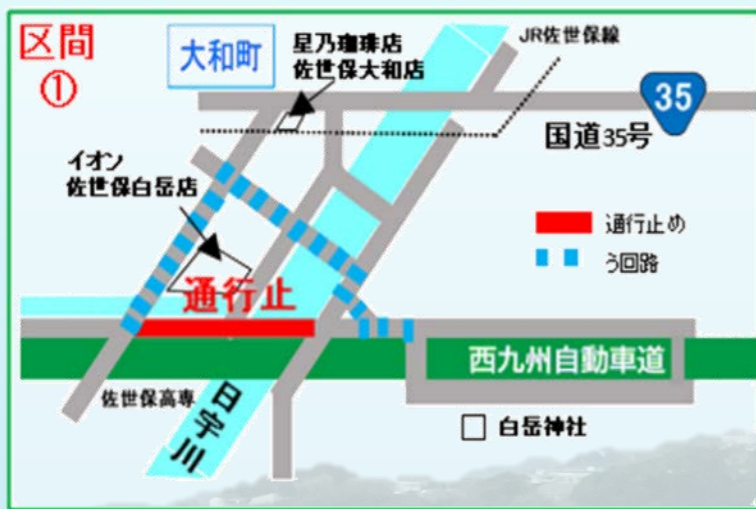 区間
①
大和町
星乃珈琲店
佐世保大和店
JR佐世保線
35
国道35号
イオン
佐世保白岳店
通行止め
う回路
通行止
西九州自動車道
佐世保高専
日宇川
白岳神社